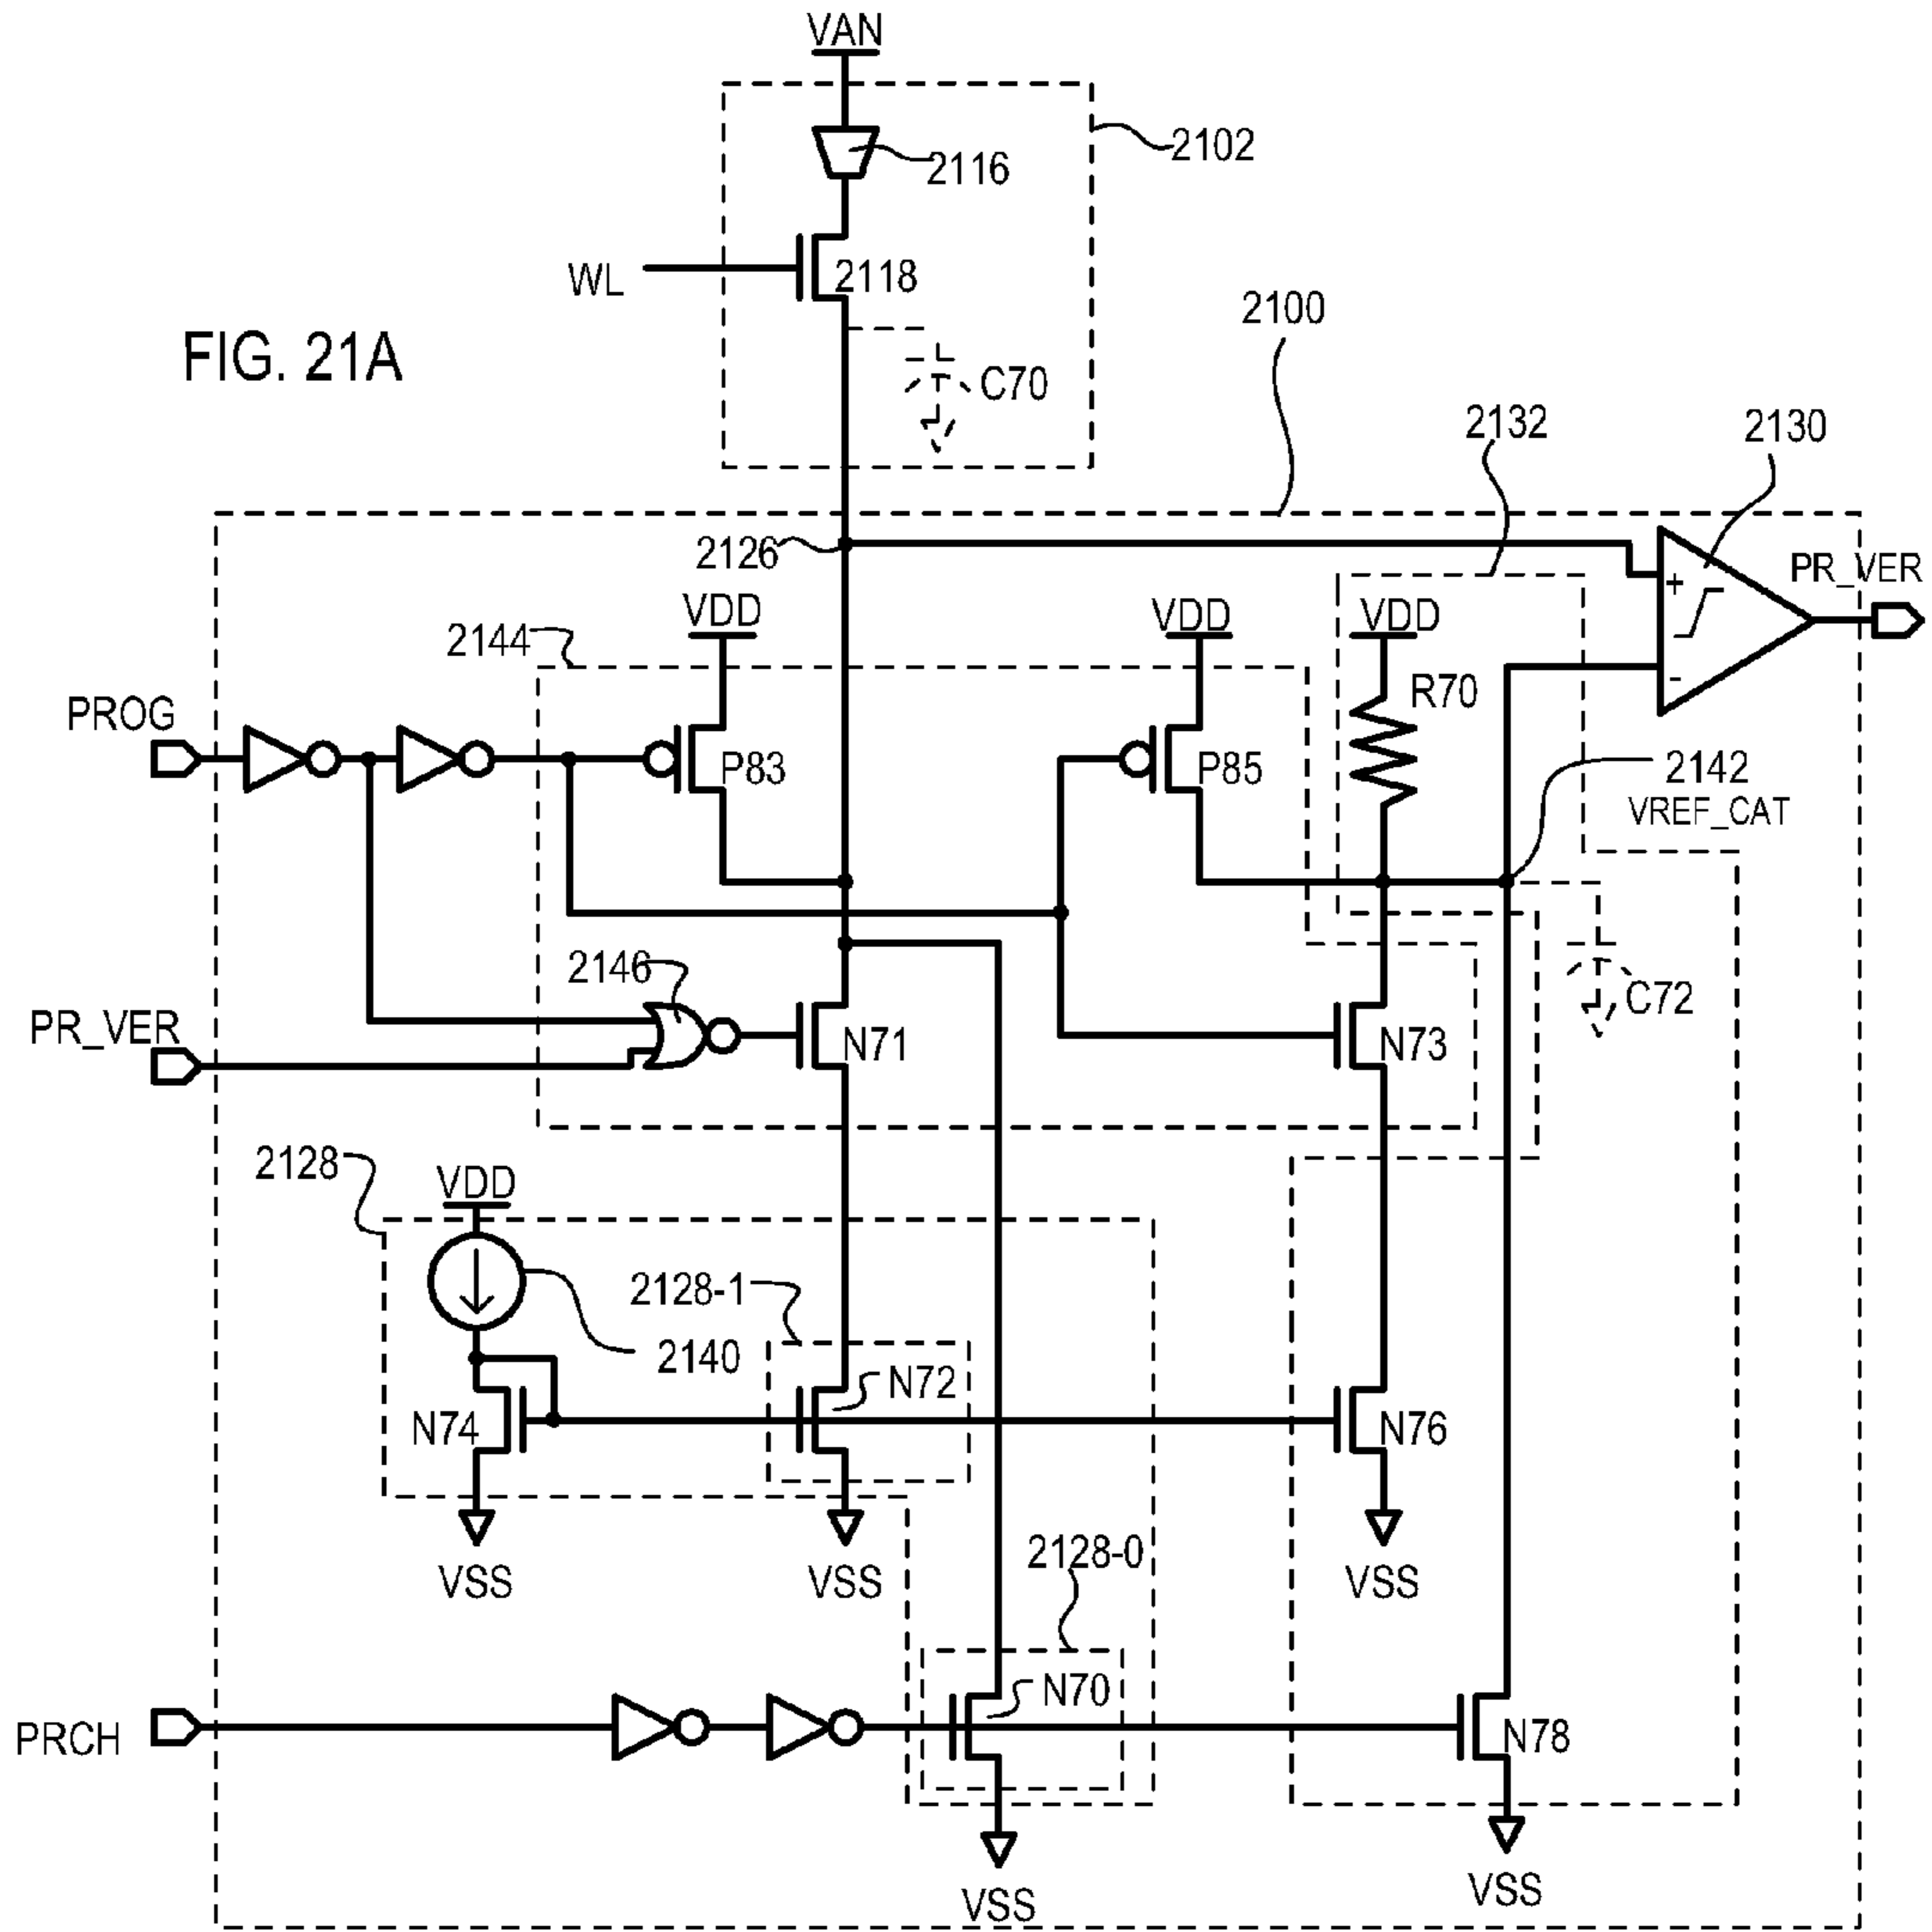 VAN
2102
2116
WL
2118
2100
FIG. 21A
C70
2132
2130
2126
PR_VER
+
VDD
VDD
VDD
2144
-
R70
PROG
P83
P85
2142
VREF_CAT
2146
C72
PR_VER
N71
N73
2128
VDD
2128-1
2140
N72
N74
N76
2128-0
VSS
VSS
VSS
N70
PRCH
N78
VSS
VSS